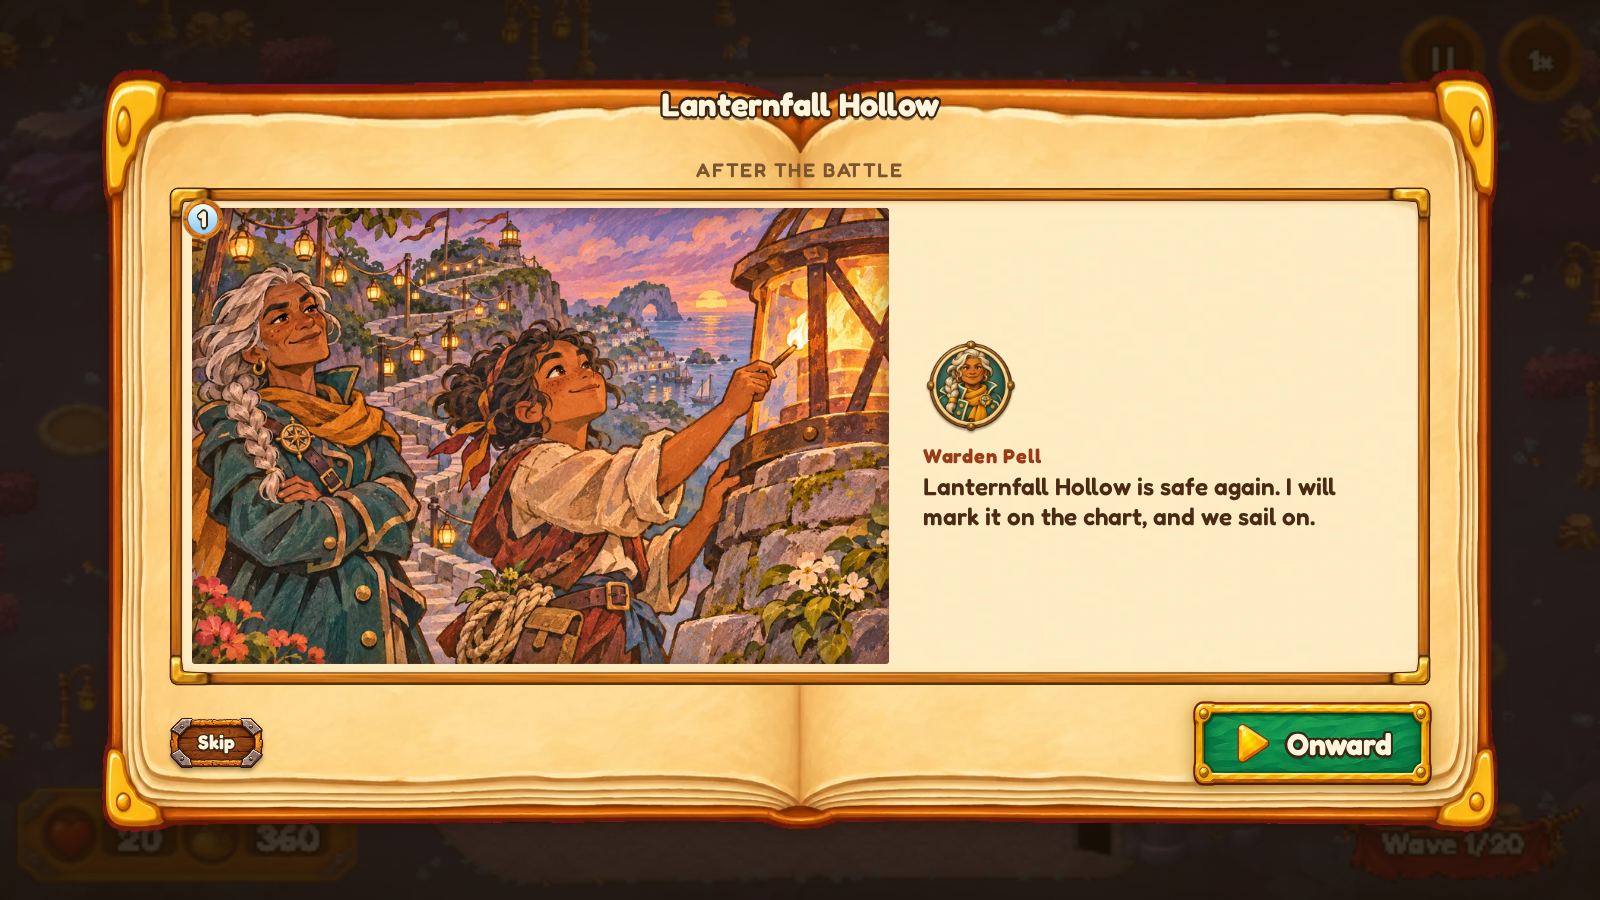 1x
Lanternfall Hollow
AFTER THE BATTLE
1
Warden Pell
Lanternfall Hollow is safe again. I will
mark it on the chart, and we sail on.
Skip
Onward
20
360
Wave 1/20